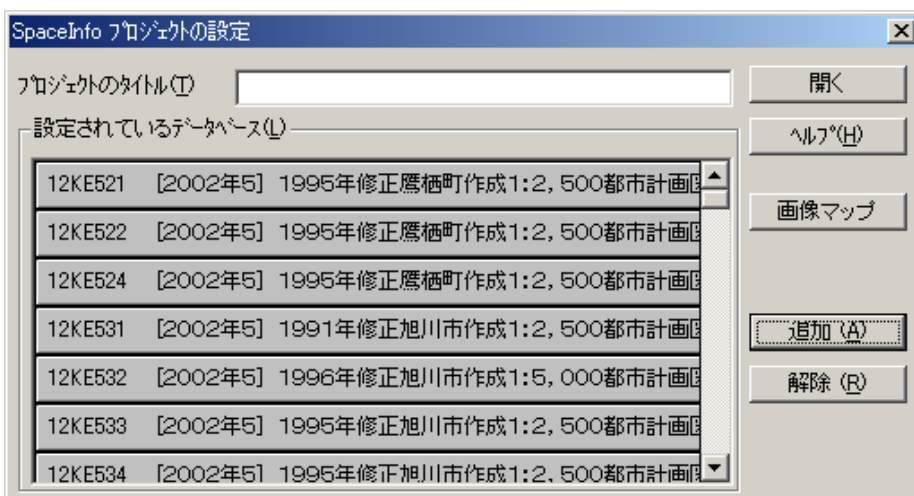 SpaceInfo プロジェクトの設定
プロジェクトのタイトル(T)
開く
設定されているデータベース(L)
ヘルプ(H)
画像マップ
追加 (A)
解除 (R)
12KE521 [2002年5] 1995年修正鷹栖町作成1:2,500都市計画図
12KE522 [2002年5] 1995年修正鷹栖町作成1:2,500都市計画図
12KE524 [2002年5] 1995年修正鷹栖町作成1:2,500都市計画図
12KE531 [2002年5] 1991年修正旭川市作成1:2,500都市計画図
12KE532 [2002年5] 1996年修正旭川市作成1:5,000都市計画図
12KE533 [2002年5] 1995年修正旭川市作成1:2,500都市計画図
12KE534 [2002年5] 1995年修正旭川市作成1:2,500都市計画図